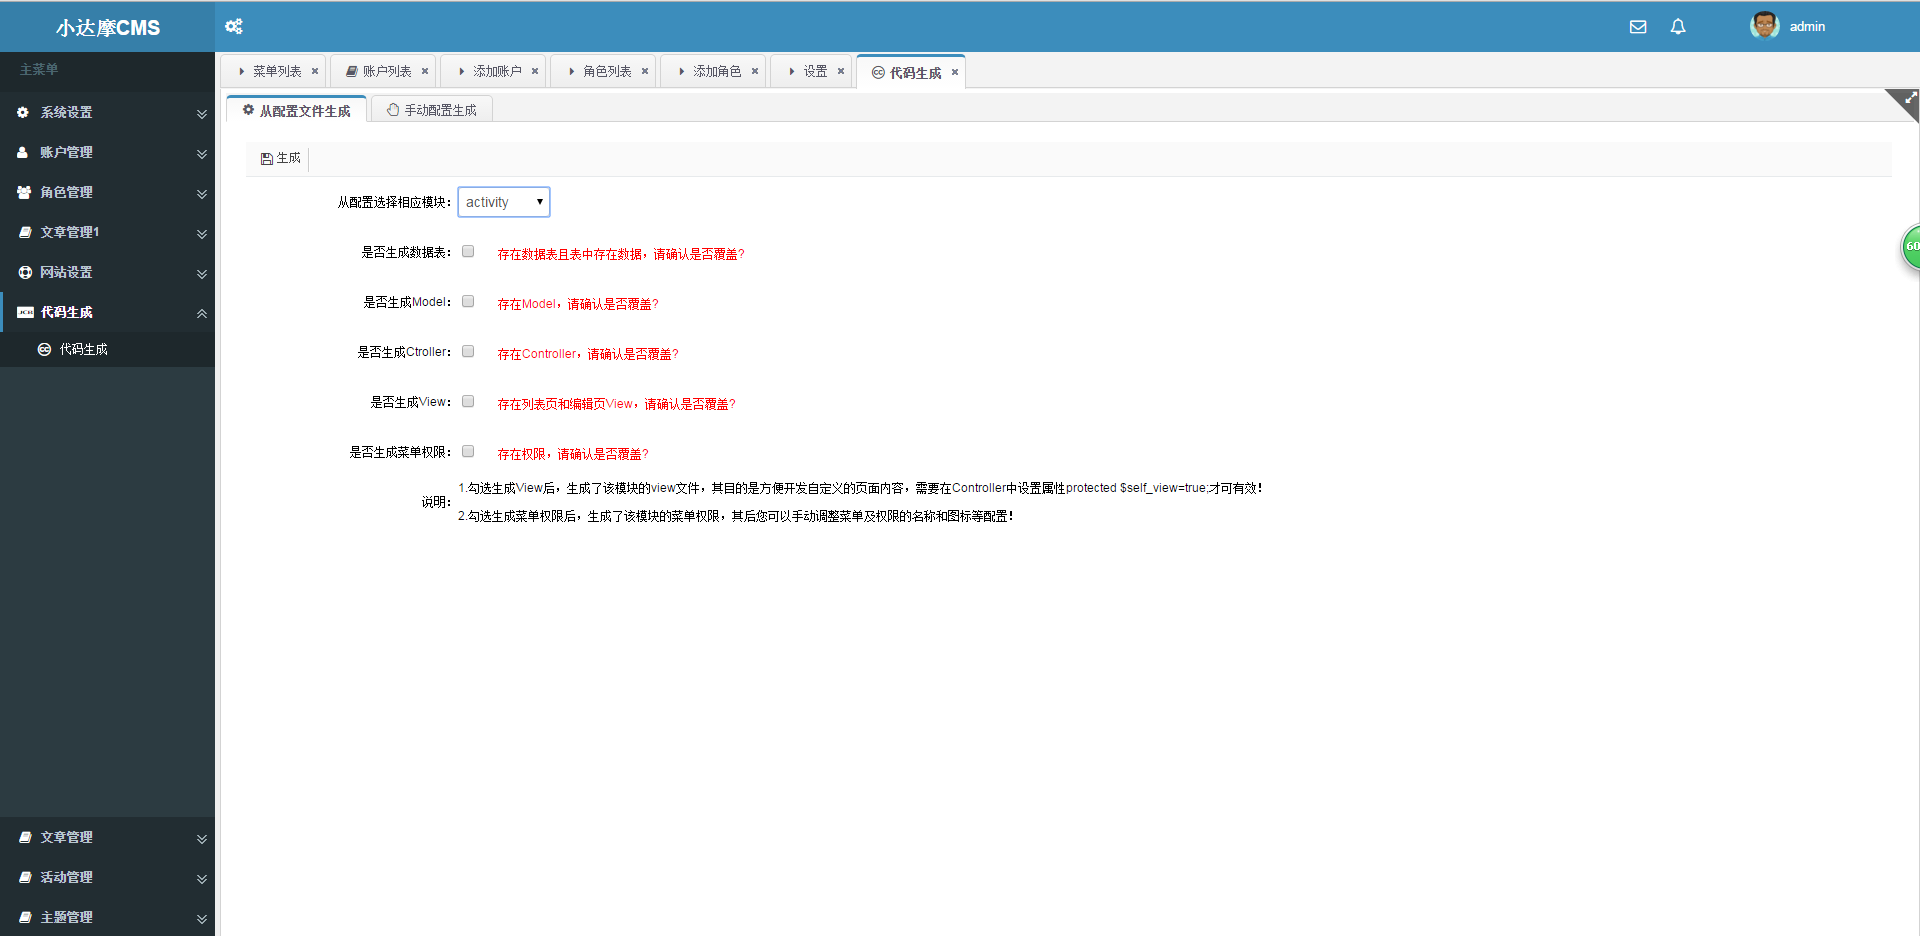 小达摩CMS
admin
主菜单
系统设置
账户管理
角色管理
文章管理1
网站设置
代码生成
代码生成
文章管理
活动管理
主题管理
菜单列表 账户列表 添加账户 角色列表 添加角色 设置 代码生成
从配置文件生成 手动配置生成
生成
从配置选择相应模块： activity
是否生成数据表： 存在数据表且表中存在数据，请确认是否覆盖?
是否生成Model： 存在Model，请确认是否覆盖?
是否生成Ctroller： 存在Controller，请确认是否覆盖?
是否生成View： 存在列表页和编辑页View，请确认是否覆盖?
是否生成菜单权限： 存在权限，请确认是否覆盖?
说明：
1.勾选生成View后，生成了该模块的view文件，其目的是方便开发自定义的页面内容，需要在Controller中设置属性protected $self_view=true;才可有效！
2.勾选生成菜单权限后，生成了该模块的菜单权限，其后您可以手动调整菜单及权限的名称和图标等配置！
60